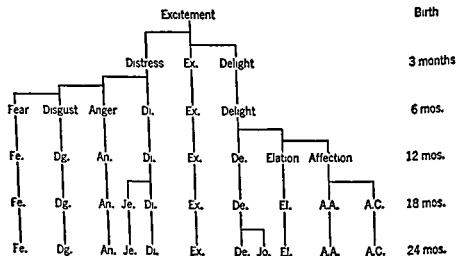 Excitement Birth
Distress Ex. Delight 3 months
Fear Disgust Anger Di. Ex. Delight 6 mos.
Fe. Dg. An. Di. Ex. De. Elation Affection 12 mos.
Fe. Dg. An. Je. Di. Ex. De. El. A.A. A.C. 18 mos.
Fe. Dg. An. Je. Di. Ex. De. Jo. El. A.A. A.C. 24 mos.